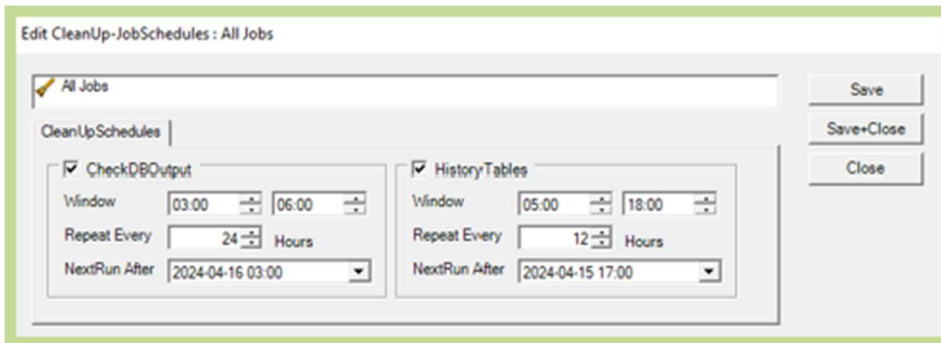 Edit CleanUp-JobSchedules : All Jobs
All Jobs
Save
CleanUpSchedules
Save+Close
CheckDBOutput
HistoryTables
Close
Window 03:00 06:00
Window 05:00 18:00
Repeat Every 24 Hours
Repeat Every 12 Hours
NextRun After 2024-04-16 03:00
NextRun After 2024-04-15 17:00